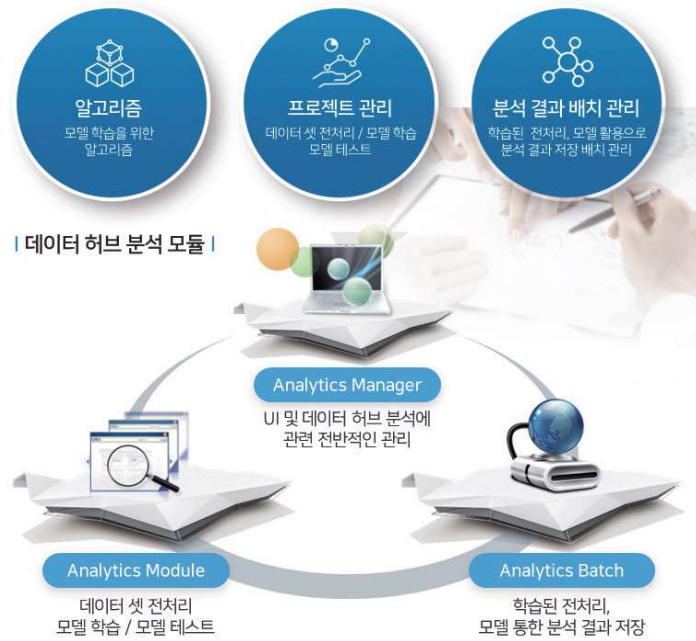 알고리즘
모델 학습을 위한
알고리즘
프로젝트 관리
데이터 셋 전처리 / 모델 학습
모델 테스트
분석 결과 배치 관리
학습된 전처리, 모델 활용으로
분석 결과 저장 배치 관리
| 데이터 허브 분석 모듈 |
Analytics Manager
UI 및 데이터 허브 분석에
관련 전반적인 관리
Analytics Module
데이터 셋 전처리
모델 학습 / 모델 테스트
Analytics Batch
학습된 전처리,
모델 통한 분석 결과 저장